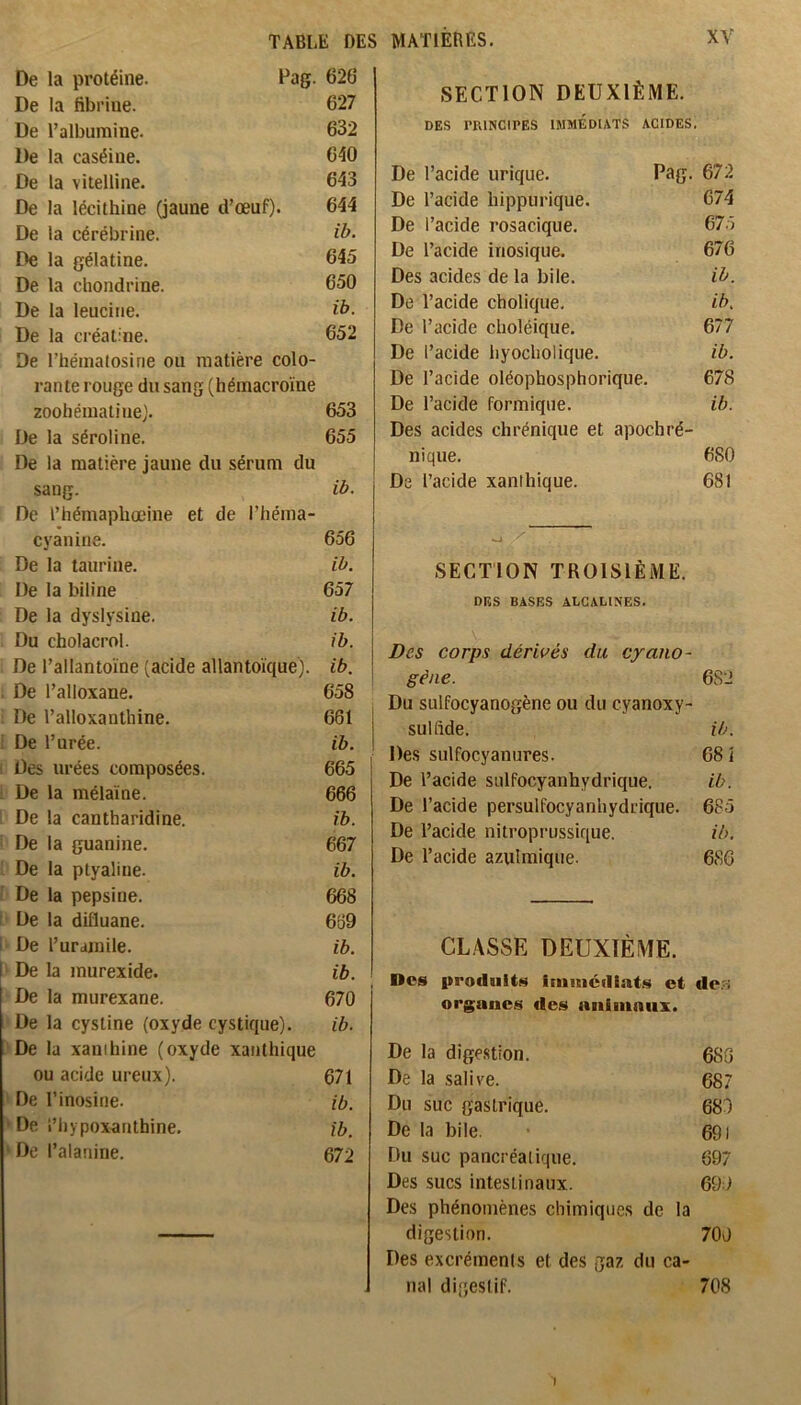 TABLE DES MATIÈRES. XV
De la protéine. Pag. 626
De la fibrine. 627
De l’albumine. 632
De la caséine. 640
De la vitelline. 643
De la lécithine (jaune d’œuf). 644
De la cérébrine. ib.
De la gélatine. 645
De la chondrine. 650
De la leucine. ib.
De la créatine. 652
De l’hématosine ou matière colo-
rante rouge du sang (hémacroïne
zoohématine). 653
De la séroline. 655
De la matière jaune du sérum du
sang. ib.
De l’hémaphœine et de l’héma-
cyanine. 656
De la taurine. ib.
De la biline 657
De la dyslysine. ib.
Du cholacrol. ib.
De l’allantoïne (acide allantoïque). ib.
De l’alloxane. 658
De l’alloxanthine. 661
De l’urée. ib.
Des urées composées. 665
De la mélaïne. 666
De la cantharidine. ib.
De la guanine. 667
De la ptyaline. ib.
De la pepsine. 668
De la difluane. 669
De l’uramile. ib.
De la murexide. ib.
De la murexane. 670
De la cystine (oxyde cystique). ib.
De la xanthine (oxyde xanthique
ou acide ureux). 671
De l’inosine. ib.
De l’hypoxanthine. ib.
De l’alanine. 672
SECTION DEUXIÈME.
DES PRINCIPES IMMÉDIATS ACIDES.
De l’acide urique. Pag. 672
De l’acide hippurique. 674
De l’acide rosacique. 675
De l’acide inosique. 676
Des acides de la bile. ib.
De l’acide cholique. ib.
De l’acide choléique. 677
De l’acide hyocholique. ib.
De l’acide oléophosphorique. 678
De l’acide formique. ib.
Des acides chrénique et apochré-
nique. 680
De l’acide xanthique. 681
SECTION TROISIÈME.
DES BASES ALCALINES.
Des corps dérivés du cyano-
gène. 682
Du sulfocyanogène ou du cyanoxy-
sulfide. ib.
Des sulfocyanures. 684
De l’acide sulfocyanhydrique. ib.
De l’acide persulfocyanhydrique. 685
De l’acide nitroprussique. ib.
De l’acide azulmique. 686
CLASSE DEUXIÈME.
Des produits immédiats et des
organes des animaux.
De la digestion. 686
De la salive. 687
Du suc gastrique. 689
De la bile. 691
Du suc pancréatique. 697
Des sucs intestinaux. 699
Des phénomènes chimiques de la
digestion. 700
Des excréments et des gaz du ca-
nal digestif. 708